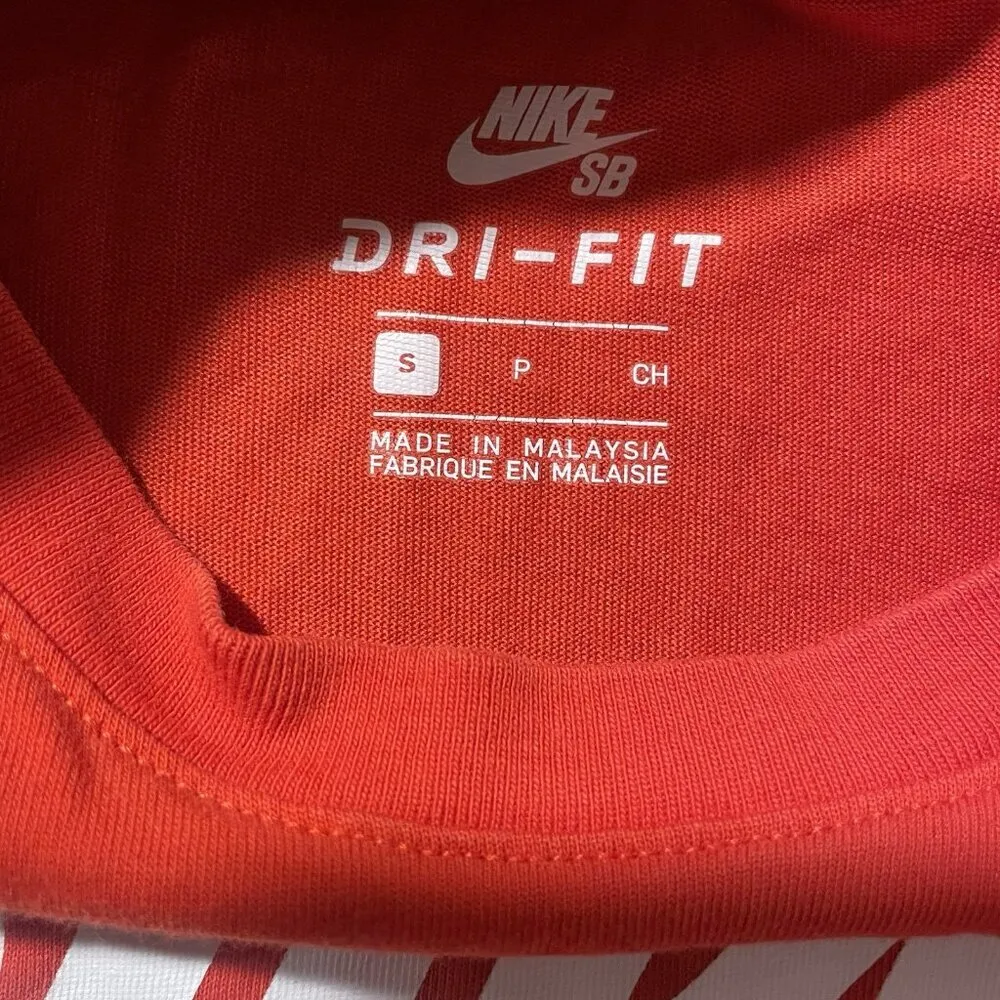 NIKE
SB
DRI-FIT
S P CH
MADE IN MALAYSIA
FABRIQUE EN MALAISIE